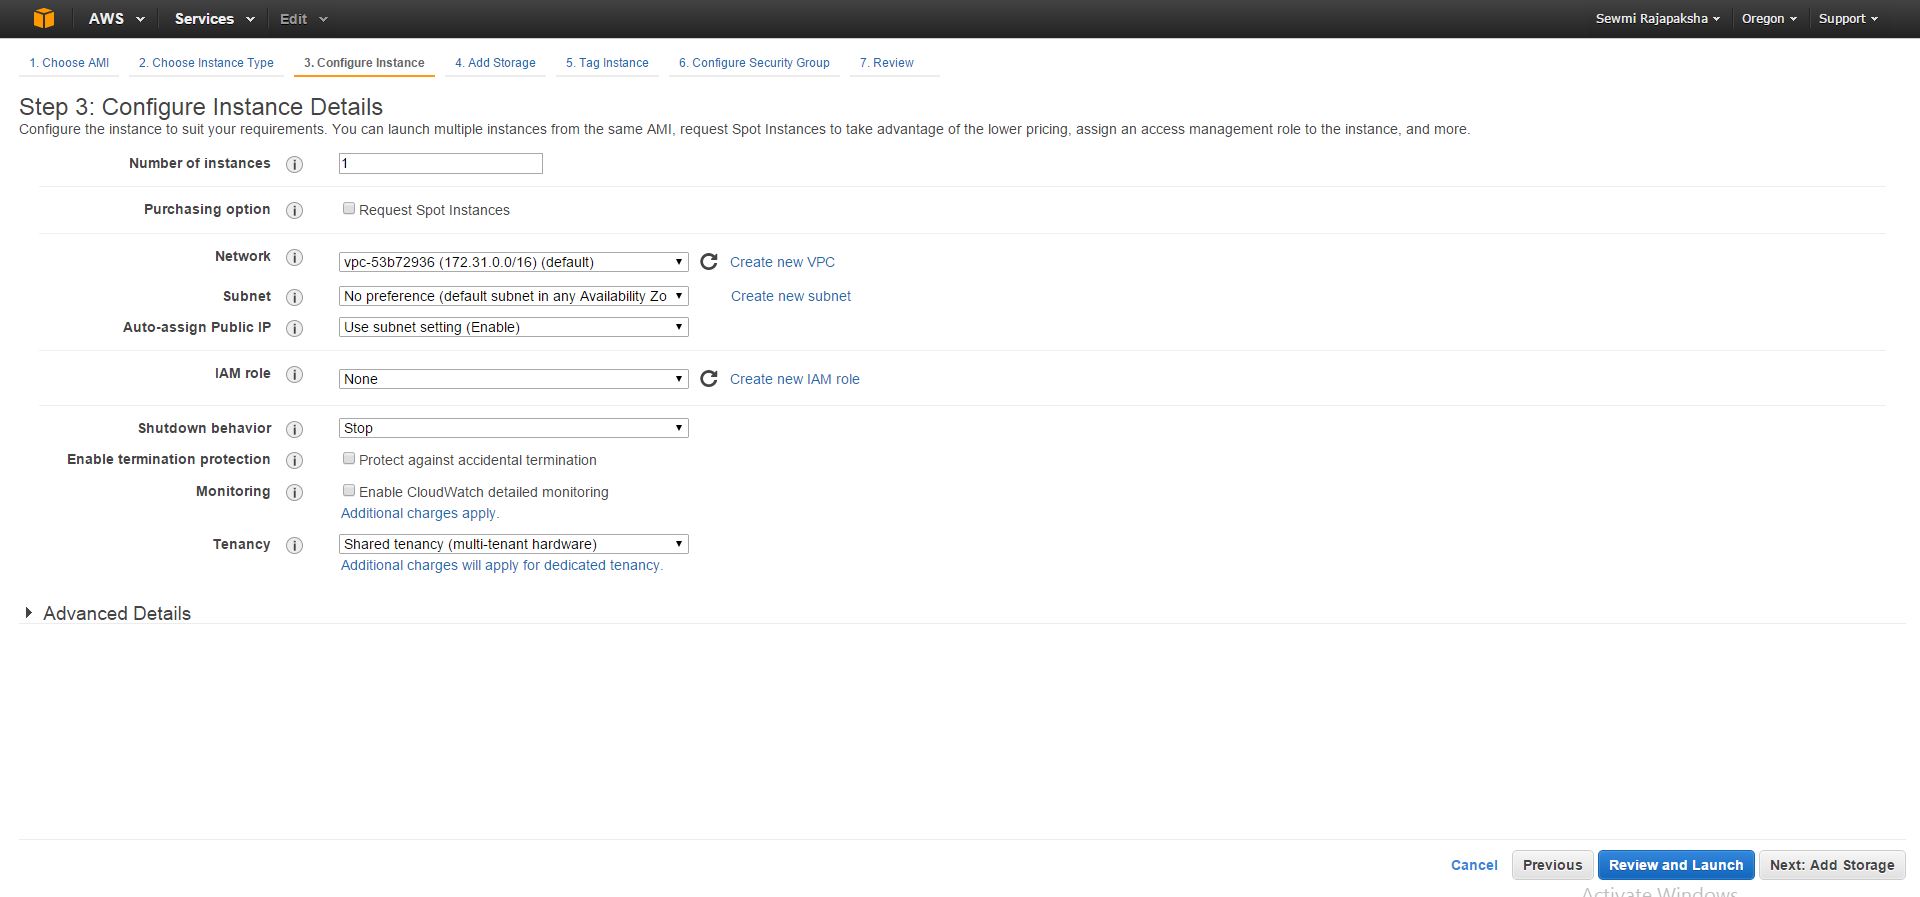 AWS Services Edit Sewmi Rajapaksha Oregon Support
1. Choose AMI 2. Choose Instance Type 3. Configure Instance 4. Add Storage 5. Tag Instance 6. Configure Security Group 7. Review
Step 3: Configure Instance Details
Configure the instance to suit your requirements. You can launch multiple instances from the same AMI, request Spot Instances to take advantage of the lower pricing, assign an access management role to the instance, and more.
Number of instances i 1
Purchasing option i Request Spot Instances
Network i vpc-53b72936 (172.31.0.0/16) (default) Create new VPC
Subnet i No preference (default subnet in any Availability Zo Create new subnet
Auto-assign Public IP i Use subnet setting (Enable)
IAM role i None Create new IAM role
Shutdown behavior i Stop
Enable termination protection i Protect against accidental termination
Monitoring i Enable CloudWatch detailed monitoring
Additional charges apply.
Tenancy i Shared tenancy (multi-tenant hardware)
Additional charges will apply for dedicated tenancy.
Advanced Details
Cancel Previous Review and Launch Next: Add Storage
Activate Windows